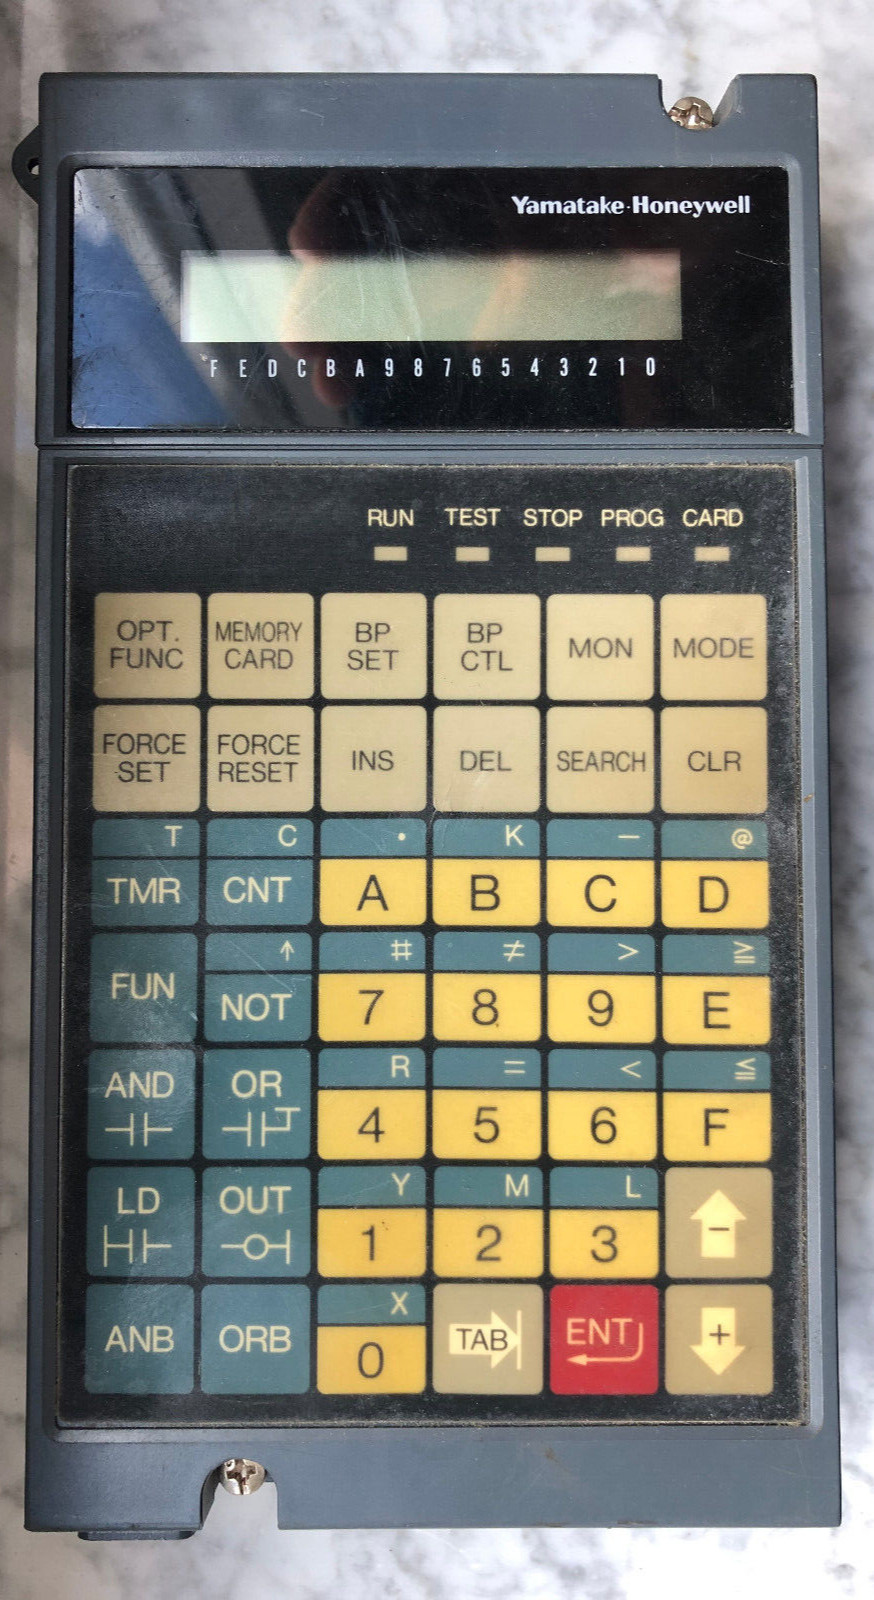 Yamatake·Honeywell
F E D C B A 9 8 7 6 5 4 3 2 1 0
RUN TEST STOP PROG CARD
OPT. FUNC
MEMORY CARD
BP SET
BP CTL
MON
MODE
FORCE SET
FORCE RESET
INS
DEL
SEARCH
CLR
T
TMR
C
CNT
•
A
K
B
—
C
@
D
FUN
↑
NOT
#
7
≠
8
>
9
≧
E
AND
OR
R
4
=
5
<
6
≦
F
LD
OUT
Y
1
M
2
L
3
−
ANB
ORB
X
0
TAB
ENT
+